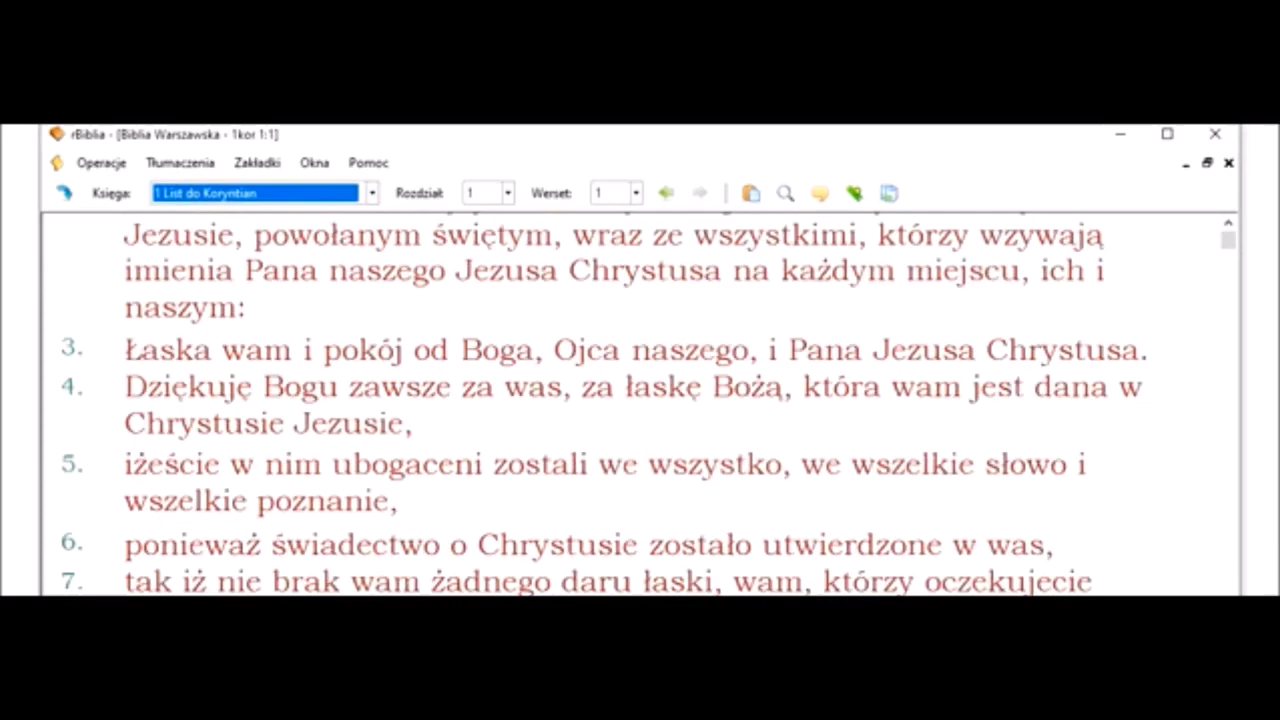 rBiblia - [Biblia Warszawska - 1kor 1:1]
Operacje Tłumaczenia Zakładki Okna Pomoc
Księga: 1 List do Koryntian Rozdział: 1 Werset: 1
Jezusie, powołanym świętym, wraz ze wszystkimi, którzy wzywają
imienia Pana naszego Jezusa Chrystusa na każdym miejscu, ich i
naszym:
3. Łaska wam i pokój od Boga, Ojca naszego, i Pana Jezusa Chrystusa.
4. Dziękuję Bogu zawsze za was, za łaskę Bożą, która wam jest dana w
Chrystusie Jezusie,
5. iżeście w nim ubogaceni zostali we wszystko, we wszelkie słowo i
wszelkie poznanie,
6. ponieważ świadectwo o Chrystusie zostało utwierdzone w was,
7. tak iż nie brak wam żadnego daru łaski, wam, którzy oczekujecie